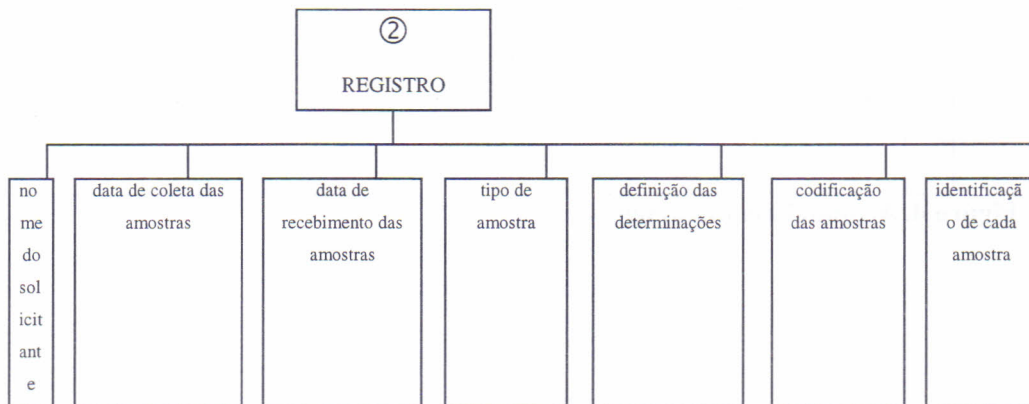 ②
REGISTRO
no
me
do
sol
icit
ant
e
data de coleta das
amostras
data de
recebimento das
amostras
tipo de
amostra
definição das
determinações
codificação
das amostras
identificaçã
o de cada
amostra